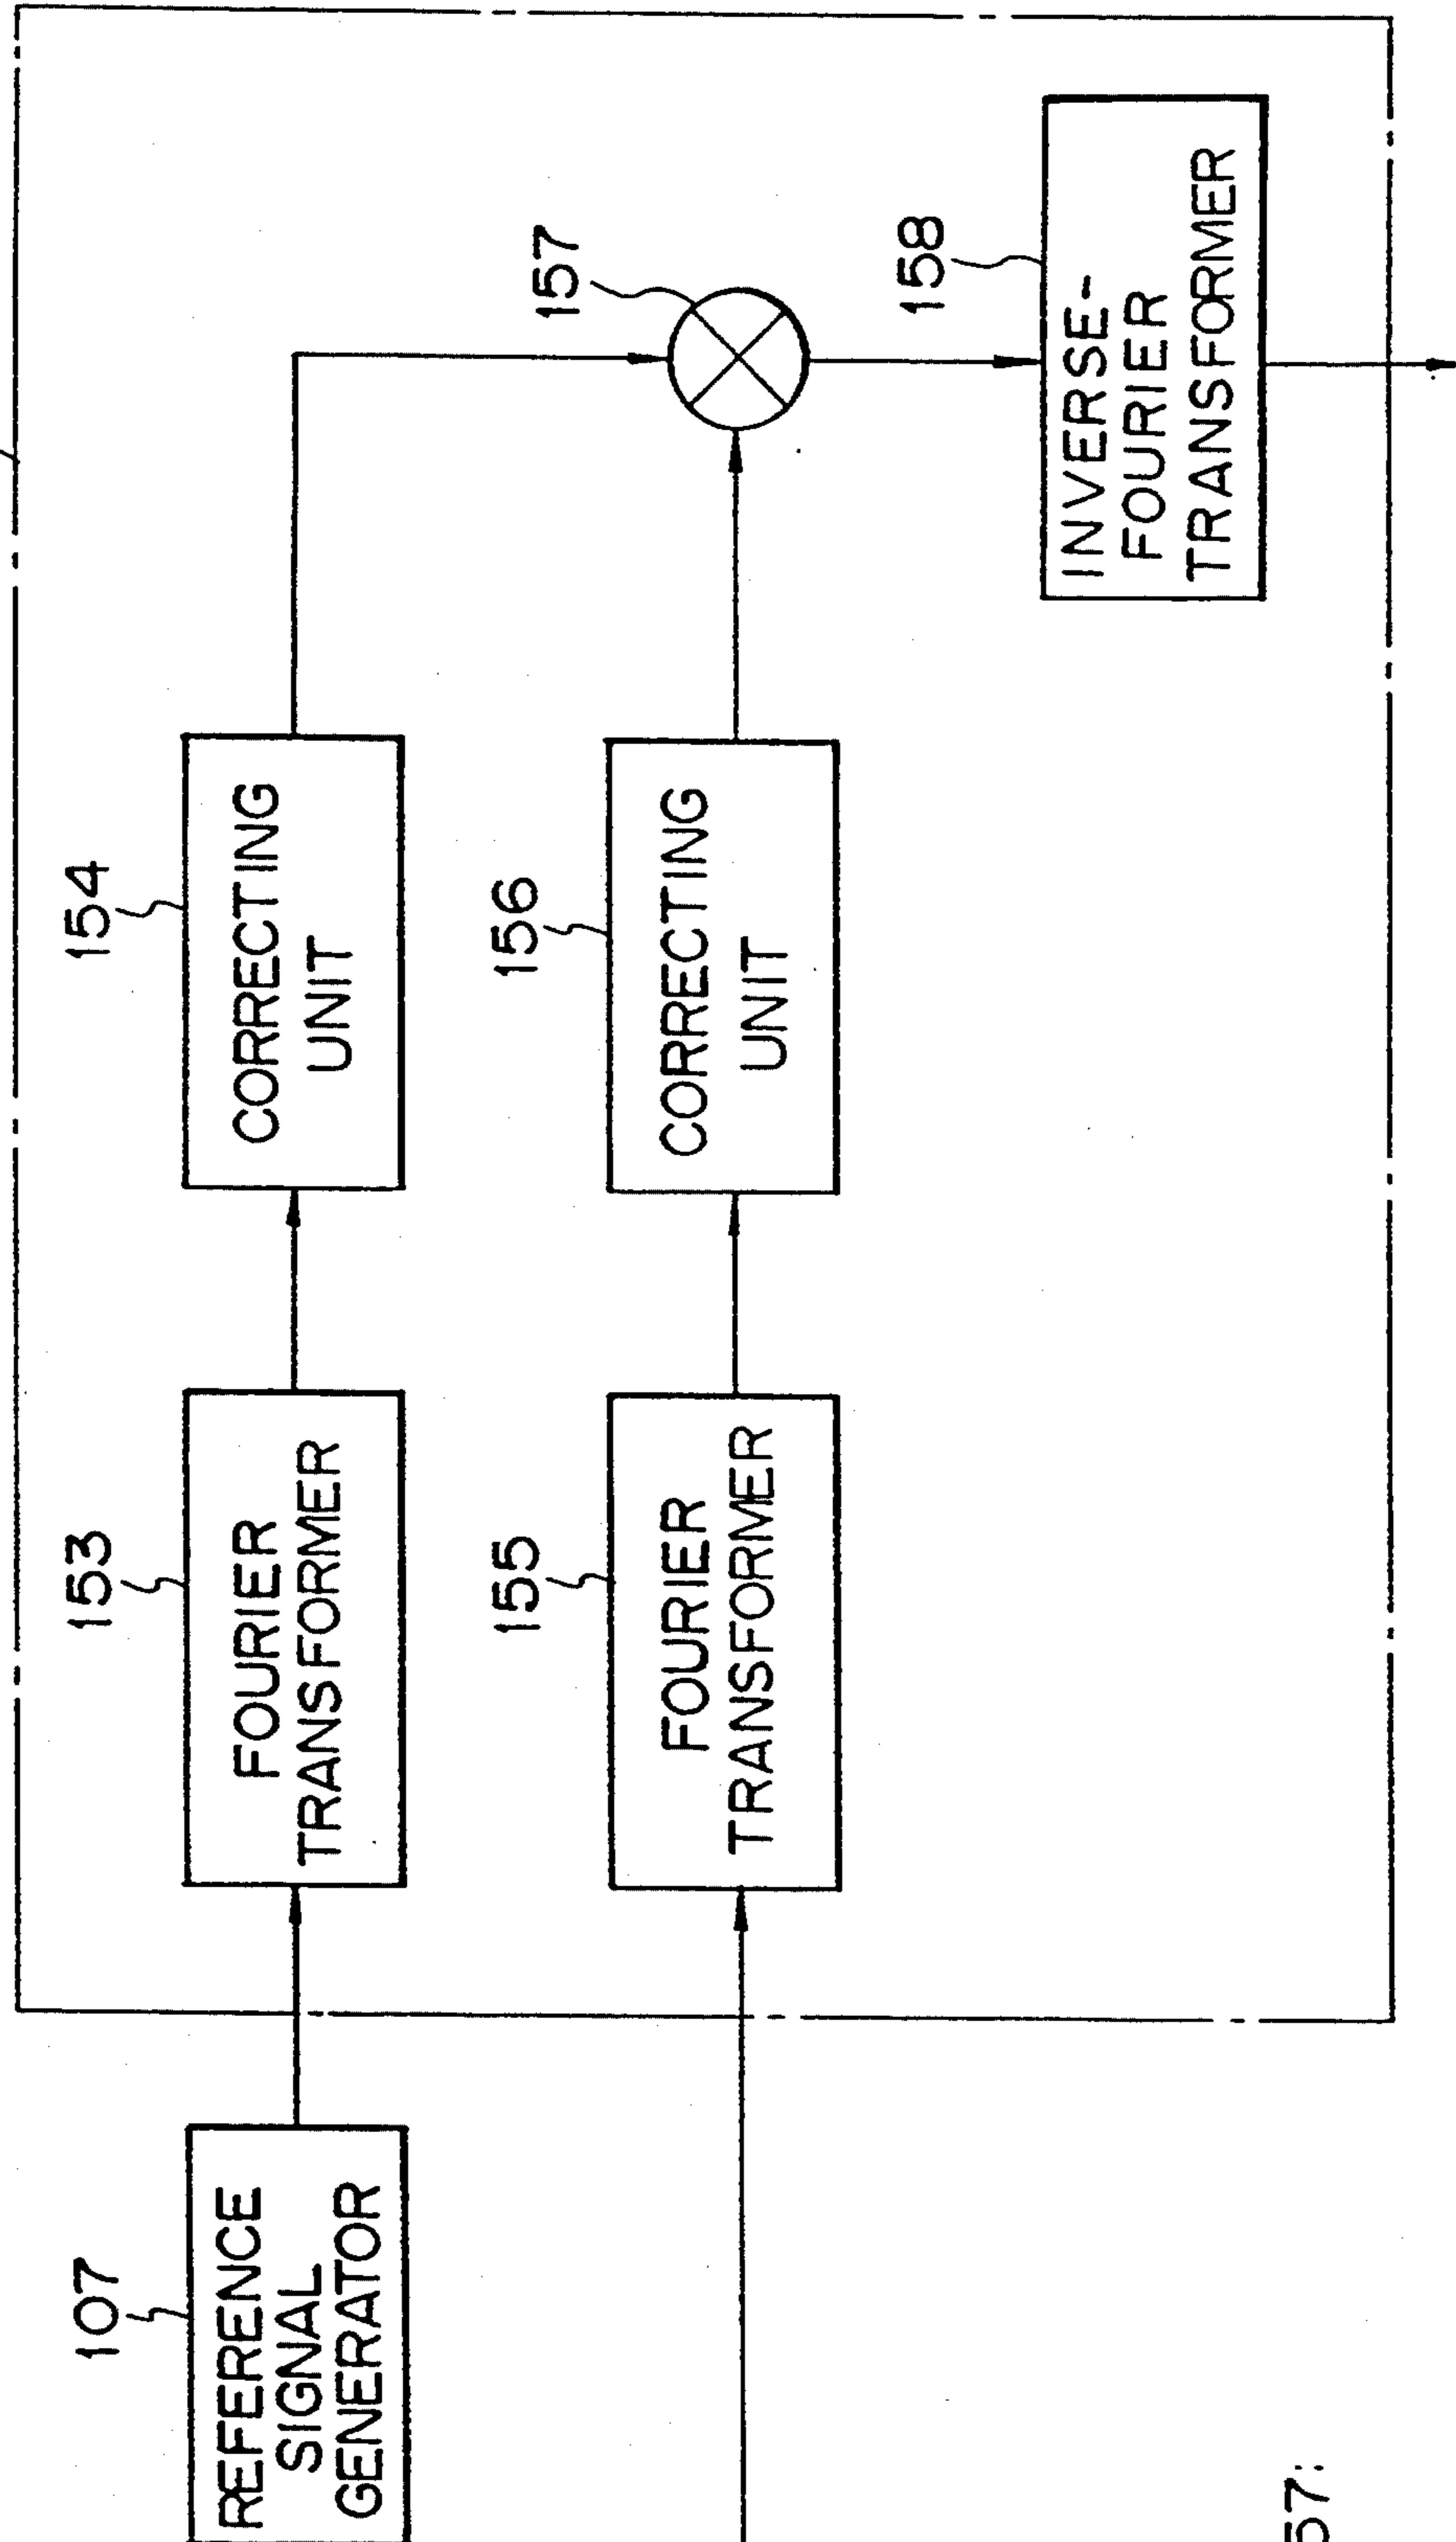 107
REFERENCE
SIGNAL
GENERATOR
153
FOURIER
TRANSFORMER
154
CORRECTING
UNIT
155
FOURIER
TRANSFORMER
156
CORRECTING
UNIT
157
158
INVERSE-
FOURIER
TRANSFORMER
57: